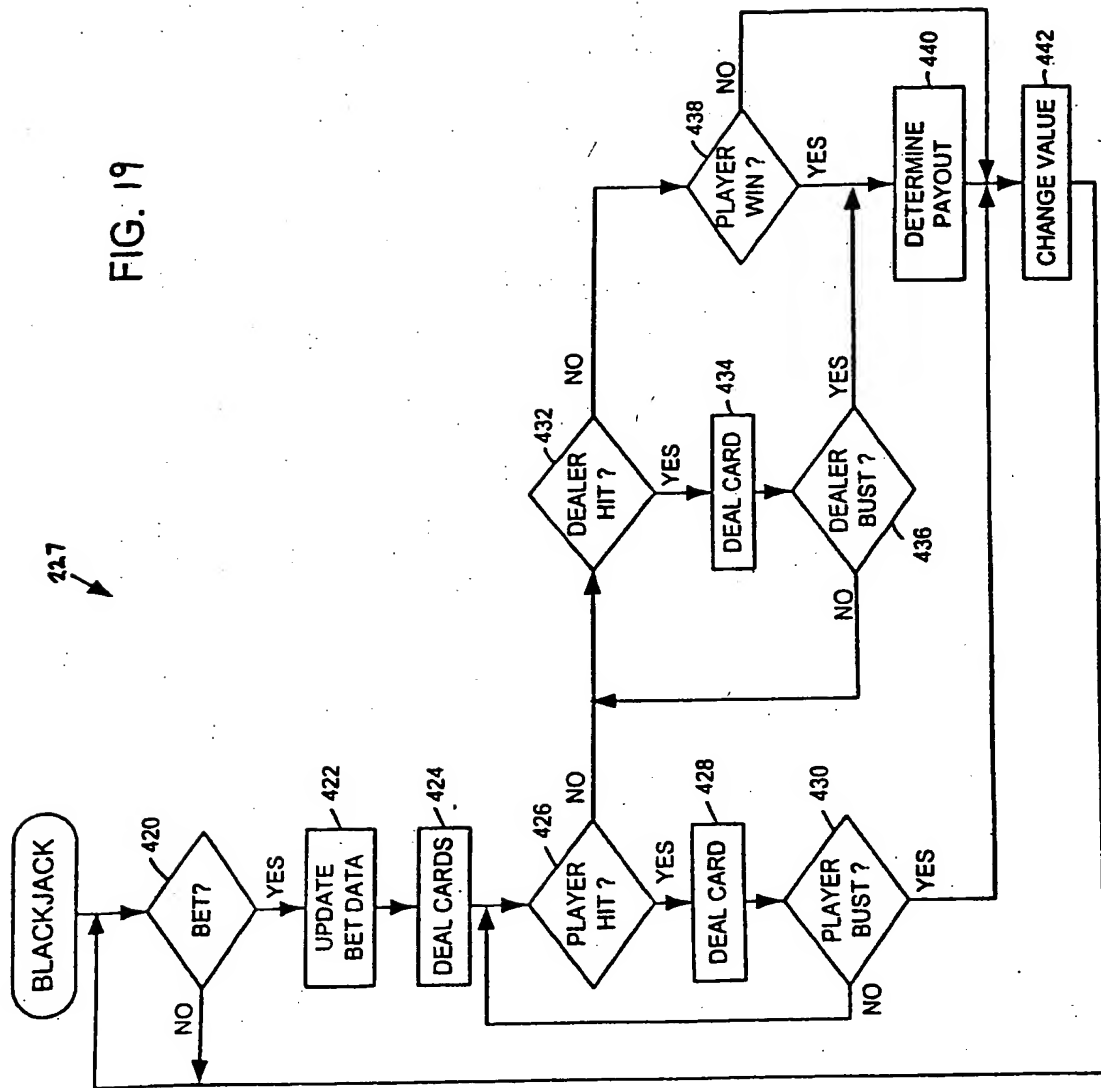 FIG. 19
227
BLACKJACK
420
BET?
NO
YES
422
UPDATE
BET DATA
424
DEAL CARDS
426
PLAYER
HIT ?
NO
YES
428
DEAL CARD
430
PLAYER
BUST ?
NO
YES
432
DEALER
HIT ?
NO
YES
434
DEAL CARD
DEALER
BUST ?
436
NO
YES
438
PLAYER
WIN ?
NO
YES
440
DETERMINE
PAYOUT
442
CHANGE VALUE